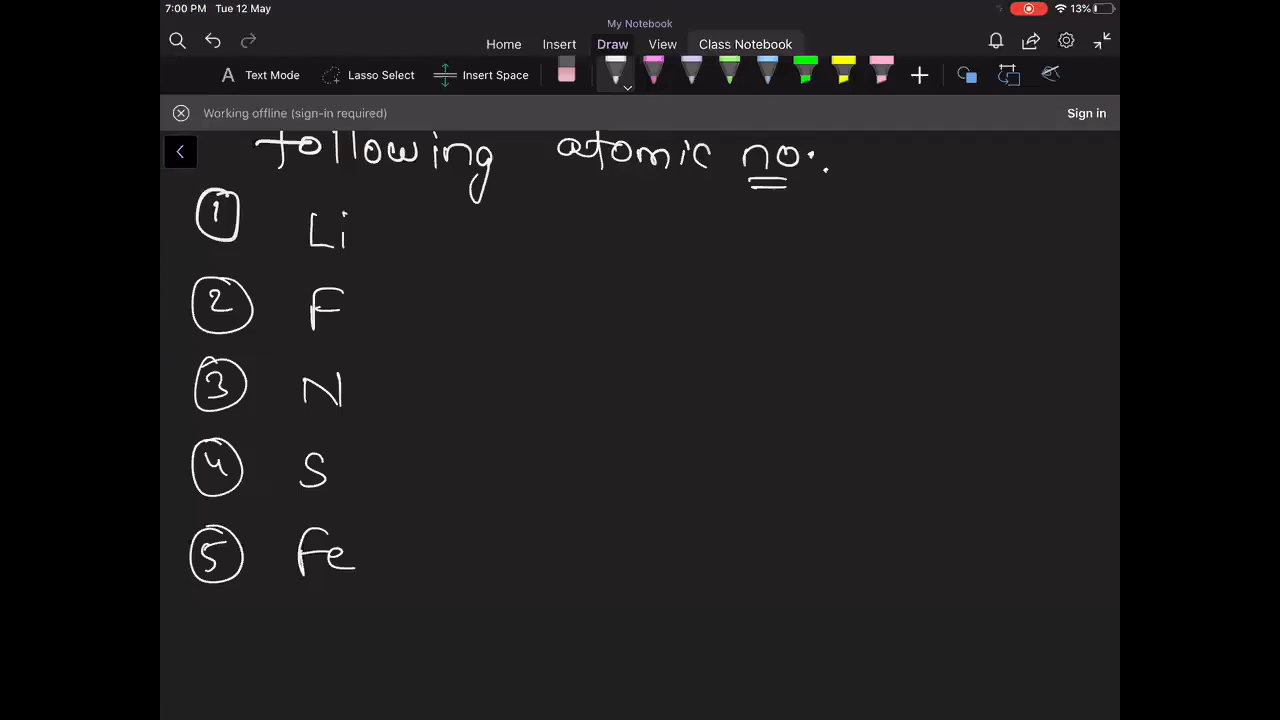 7:00 PM Tue 12 May
13%
My Notebook
Home Insert Draw View Class Notebook
A Text Mode Lasso Select Insert Space
Working offline (sign-in required) Sign in
following atomic no.
1 Li
2 F
3 N
4 S
5 Fe